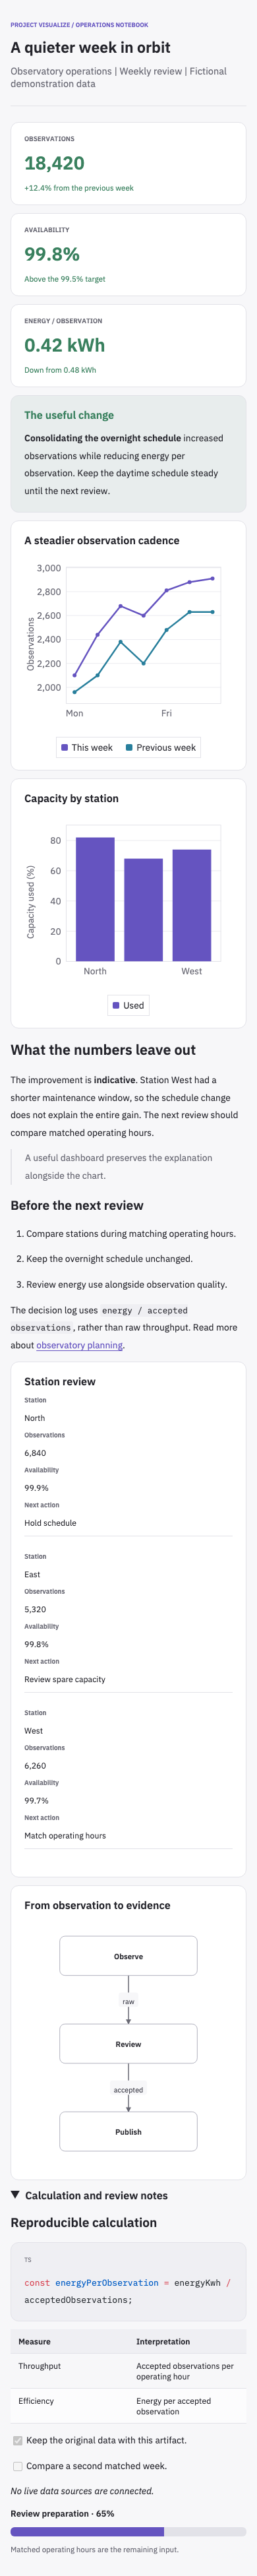 PROJECT VISUALIZE / OPERATIONS NOTEBOOK
A quieter week in orbit
Observatory operations | Weekly review | Fictional
demonstration data
OBSERVATIONS
18,420
+12.4% from the previous week
AVAILABILITY
99.8%
Above the 99.5% target
ENERGY / OBSERVATION
0.42 kWh
Down from 0.48 kWh
The useful change
Consolidating the overnight schedule increased
observations while reducing energy per
observation. Keep the daytime schedule steady
until the next review.
A steadier observation cadence
3,000
2,800
2,600
2,400
2,200
2,000
Observations
Mon
Fri
This week
Previous week
Capacity by station
80
60
40
20
0
Capacity used (%)
North
West
Used
What the numbers leave out
The improvement is indicative. Station West had a
shorter maintenance window, so the schedule change
does not explain the entire gain. The next review should
compare matched operating hours.
A useful dashboard preserves the explanation
alongside the chart.
Before the next review
1. Compare stations during matching operating hours.
2. Keep the overnight schedule unchanged.
3. Review energy use alongside observation quality.
The decision log uses energy / accepted
observations, rather than raw throughput. Read more
about observatory planning.
Station review
Station
North
Observations
6,840
Availability
99.9%
Next action
Hold schedule
Station
East
Observations
5,320
Availability
99.8%
Next action
Review spare capacity
Station
West
Observations
6,260
Availability
99.7%
Next action
Match operating hours
From observation to evidence
Observe
raw
Review
accepted
Publish
Calculation and review notes
Reproducible calculation
TS
const energyPerObservation = energyKwh /
acceptedObservations;
Measure Interpretation
Throughput Accepted observations per
operating hour
Efficiency Energy per accepted
observation
Keep the original data with this artifact.
Compare a second matched week.
No live data sources are connected.
Review preparation · 65%
Matched operating hours are the remaining input.